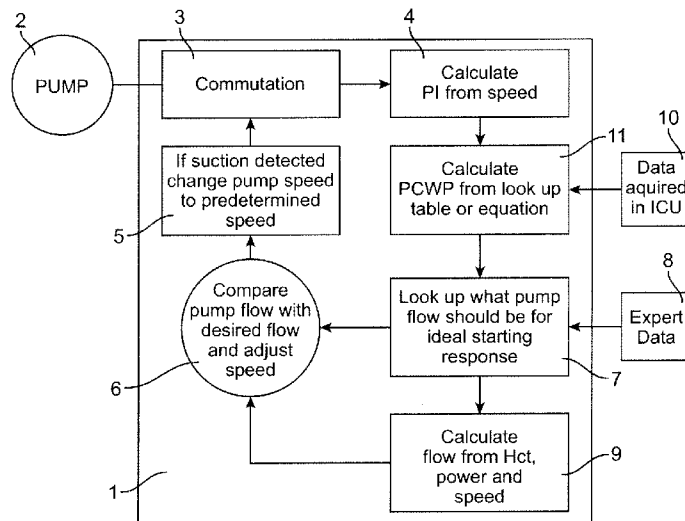 2
PUMP
3
Commutation
4
Calculate
PI from speed
11
Calculate
PCWP from look up
table or equation
10
Data
aquired
in ICU
If suction detected
change pump speed
to predetermined
speed
5
Compare
pump flow with
desired flow
and adjust
speed
6
Look up what pump
flow should be for
ideal starting
response
7
8
Expert
Data
Calculate
flow from Hct,
power and
speed
9
1